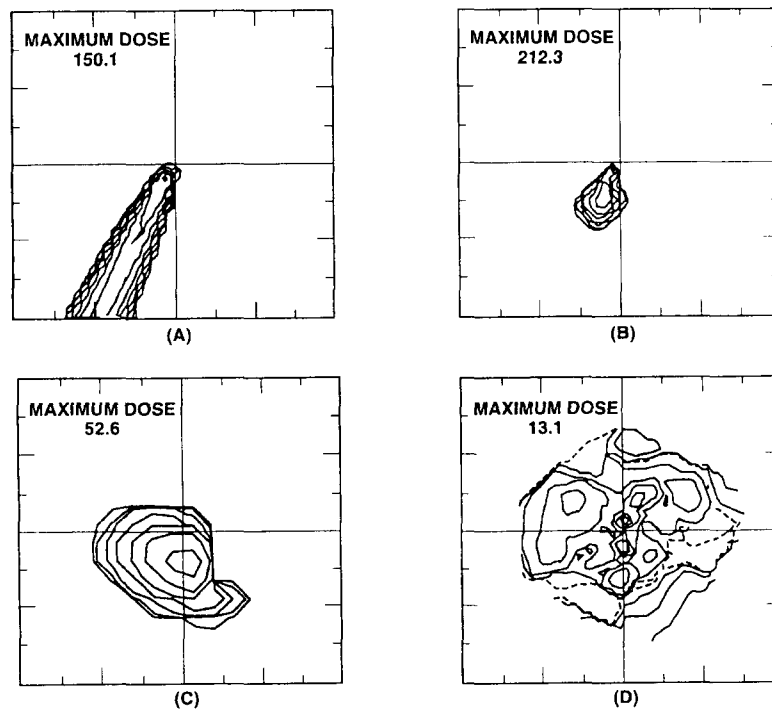 MAXIMUM DOSE
150.1
(A)
MAXIMUM DOSE
212.3
(B)
MAXIMUM DOSE
52.6
(C)
MAXIMUM DOSE
13.1
(D)